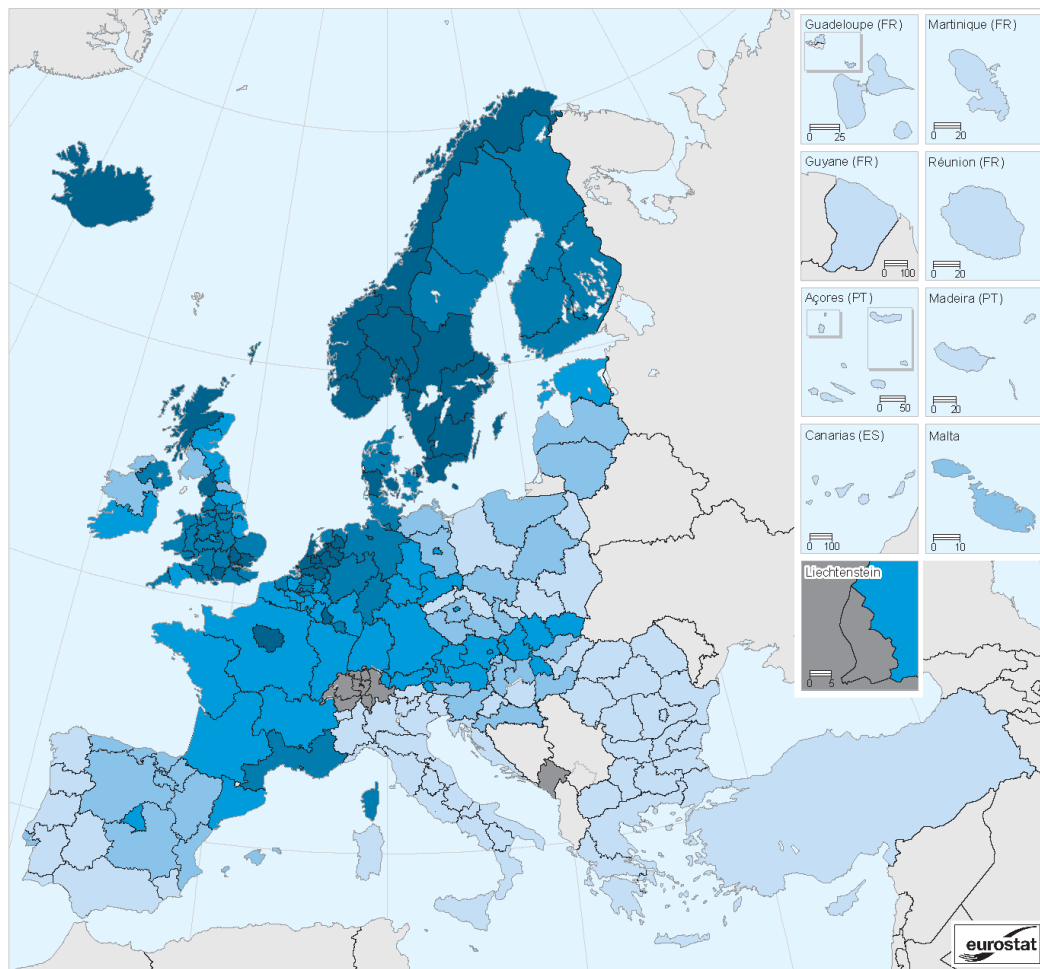 Guadeloupe (FR)
0 25
Martinique (FR)
0 20
Guyane (FR)
0 100
Réunion (FR)
0 20
Açores (PT)
0 50
Madeira (PT)
0 20
Canarias (ES)
0 100
Malta
0 10
Liechtenstein
0 5
eurostat